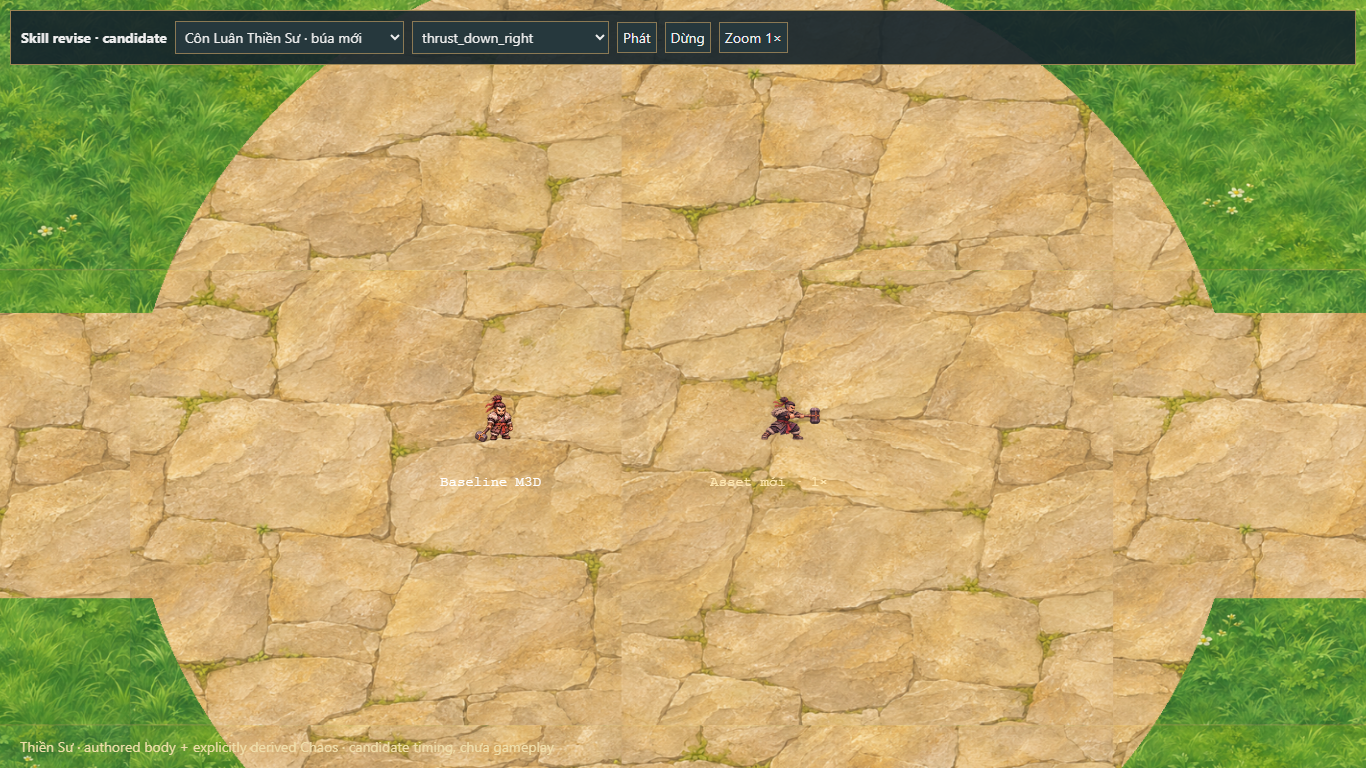 Skill revise · candidate Côn Luân Thiền Sư · búa mới thrust_down_right Phát Dừng Zoom 1×
Baseline M3D Asset mới · 1×
Thiền Sư · authored body + explicitly derived Chaos · candidate timing, chưa gameplay